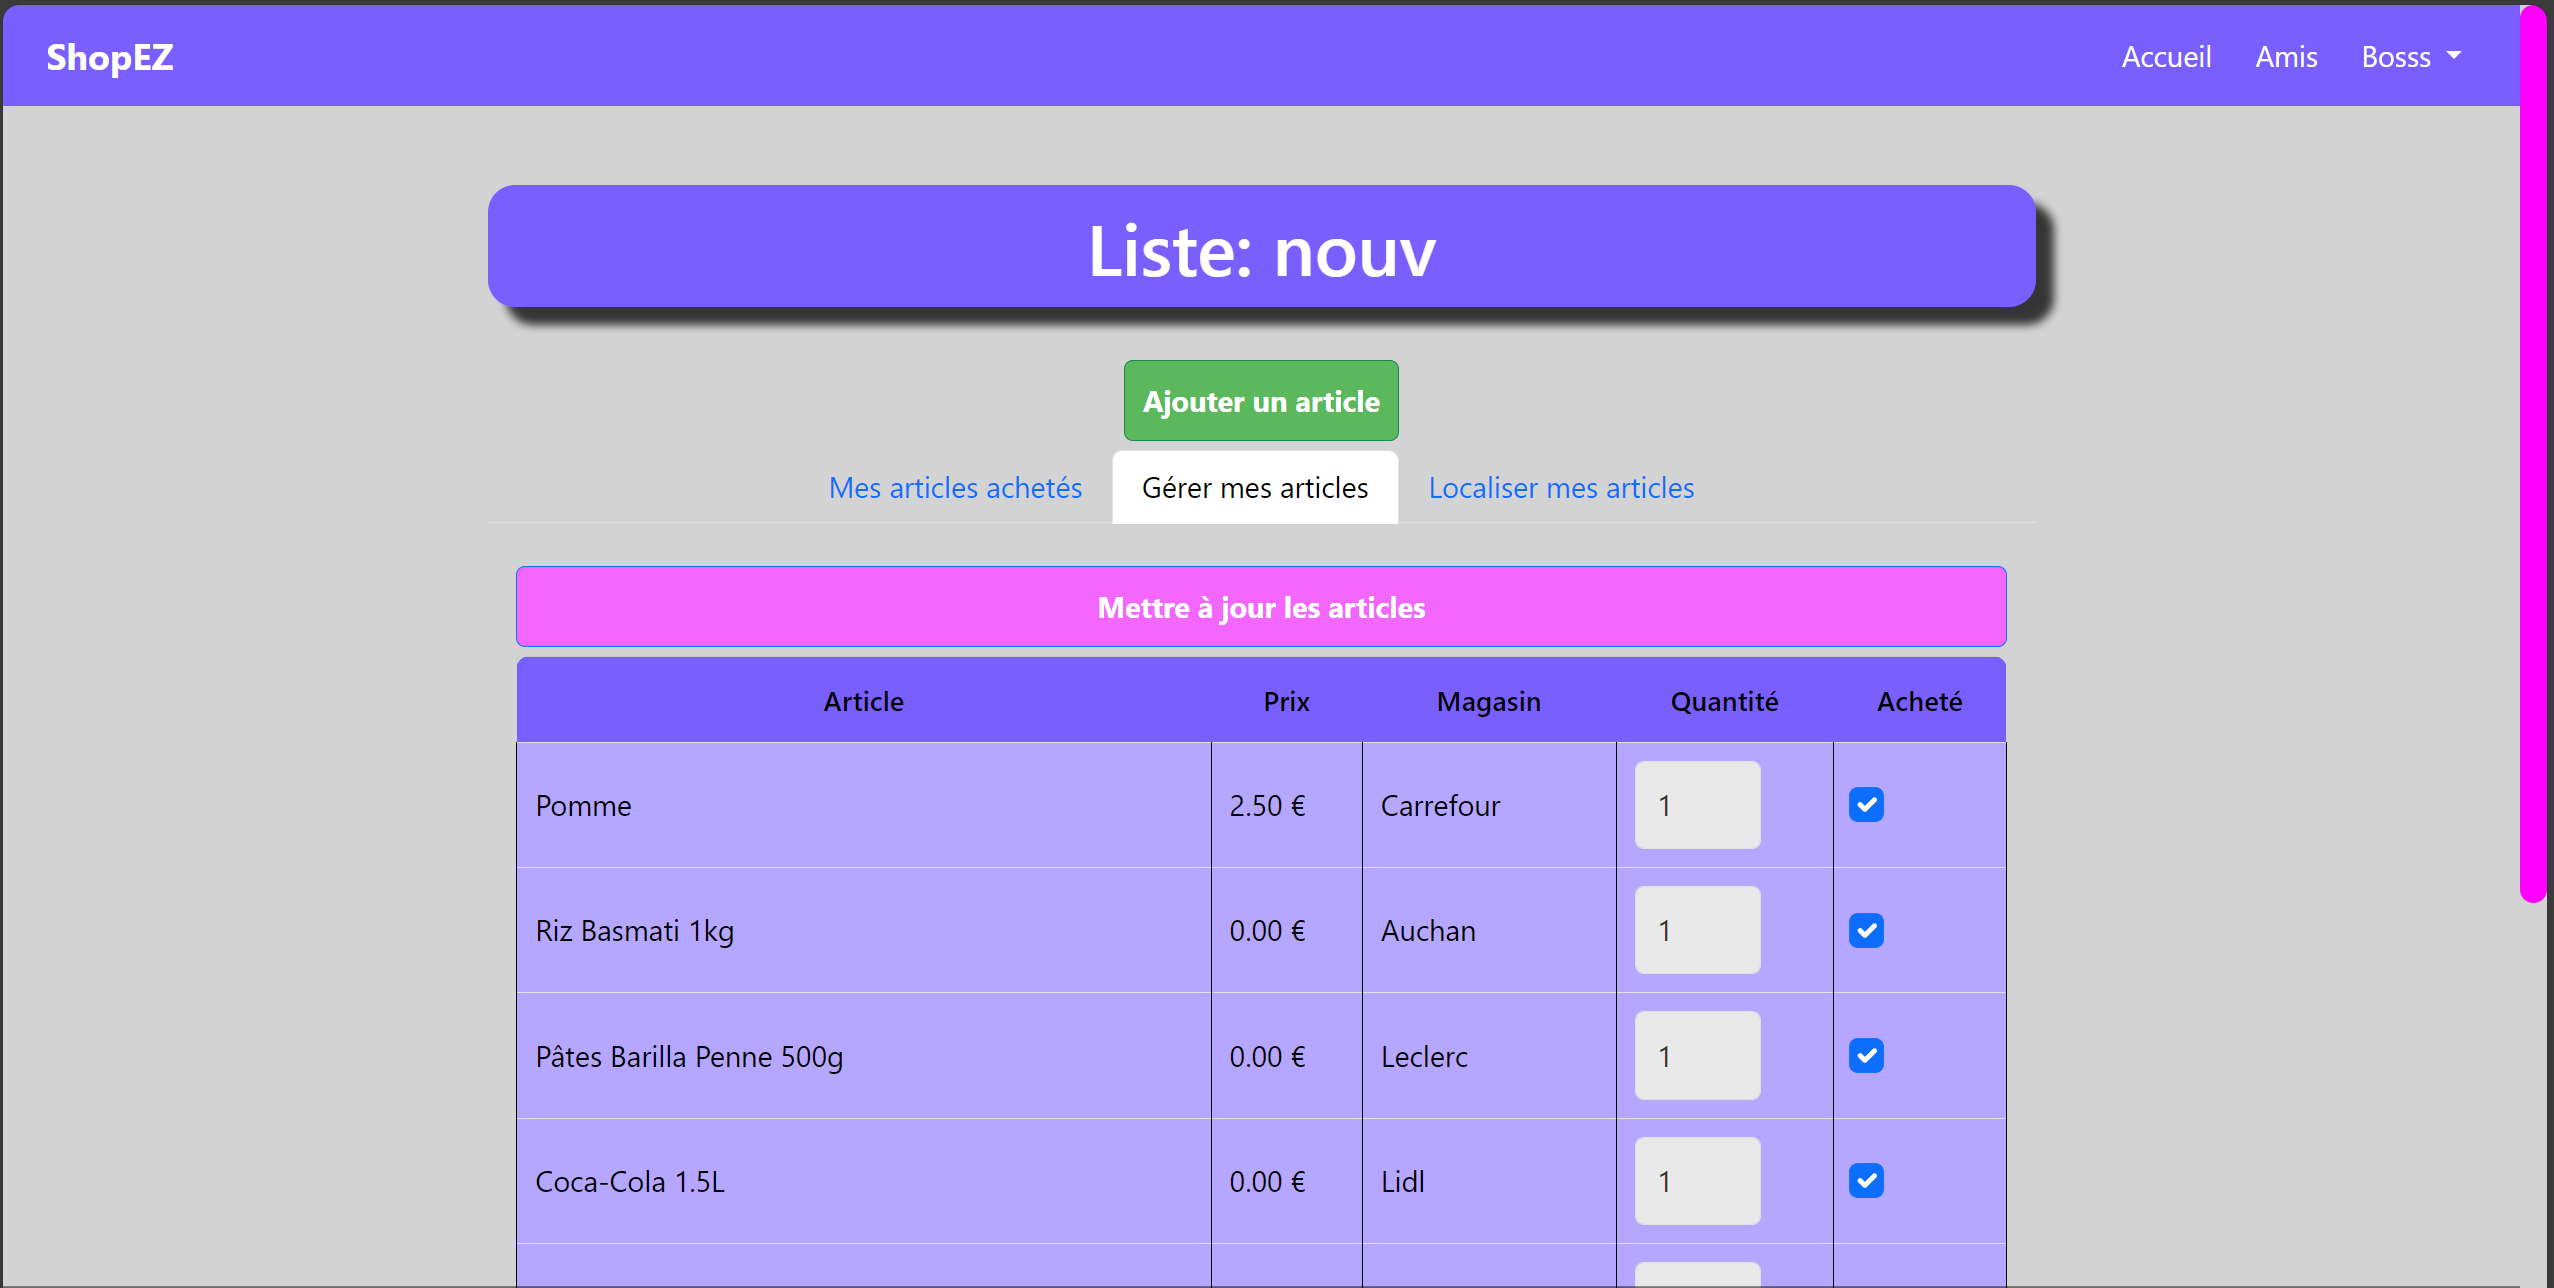 ShopEZ Accueil Amis Bosss
Liste: nouv
Ajouter un article
Mes articles achetés Gérer mes articles Localiser mes articles
Mettre à jour les articles
Article Prix Magasin Quantité Acheté
Pomme 2.50 € Carrefour 1
Riz Basmati 1kg 0.00 € Auchan 1
Pâtes Barilla Penne 500g 0.00 € Leclerc 1
Coca-Cola 1.5L 0.00 € Lidl 1